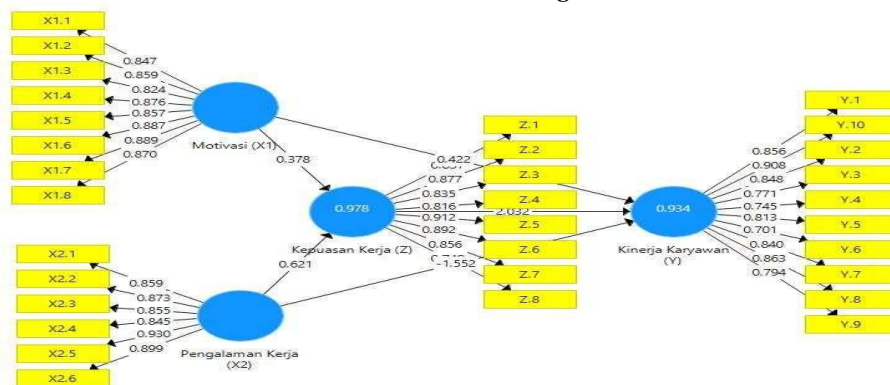 X1.1
X1.2
X1.3
X1.4
X1.5
X1.6
X1.7
X1.8
0.847
0.859
0.824
0.876
0.857
0.887
0.889
0.870
Motivasi (X1)
0.378
0.422
X2.1
X2.2
X2.3
X2.4
X2.5
X2.6
0.859
0.873
0.855
0.845
0.930
0.899
Pengalaman Kerja
(X2)
0.621
-1.552
0.978
Kepuasan Kerja (Z)
2.032
0.877
0.835
0.816
0.912
0.892
0.856
Z.1
Z.2
Z.3
Z.4
Z.5
Z.6
Z.7
Z.8
0.934
Kinerja Karyawan
(Y)
0.856
0.908
0.848
0.771
0.745
0.813
0.701
0.840
0.863
0.794
Y.1
Y.10
Y.2
Y.3
Y.4
Y.5
Y.6
Y.7
Y.8
Y.9